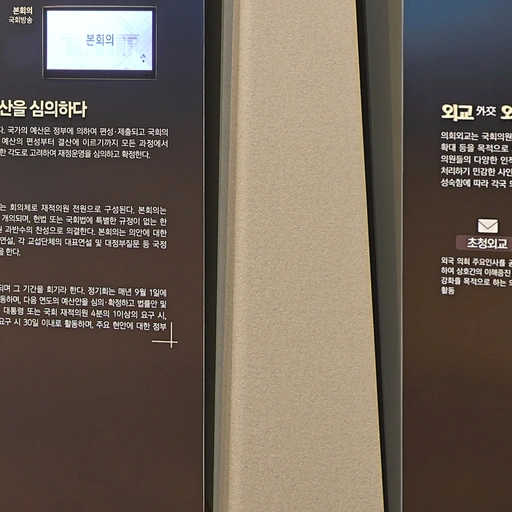 본회의
국회방송
본회의
산을 심의하다
다. 국가의 예산은 정부에 의하여 편성·제출되고 국회의
예산의 편성부터 결산에 이르기까지 모든 과정에서
한 각도로 고려하여 재정운영을 심의하고 확정한다.
는 회의체로 재적의원 전원으로 구성된다. 본회의는
개의되며, 헌법 또는 국회법에 특별한 규정이 없는 한
과반수의 찬성으로 의결한다. 본회의는 의안에 대한
연설, 각 교섭단체의 대표연설 및 대정부질문 등 국정
을 한다.
되며 그 기간을 회기라 한다. 정기회는 매년 9월 1일에
동하며, 다음 연도의 예산안을 심의·확정하고 법률안 및
대통령 또는 국회 재적의원 4분의 1이상의 요구 시,
요구 시 30일 이내로 활동하며, 주요 현안에 대한 정부
외교 外交
의회외교는 국회의원
확대 등을 목적으로
의원들의 다양한 인적
처리하기 민감한 사안
성숙함에 따라 각국 의
초청외교
외국 의회 주요인사를 공
하여 상호간의 이해증진
강화를 목적으로 하는 의
활동